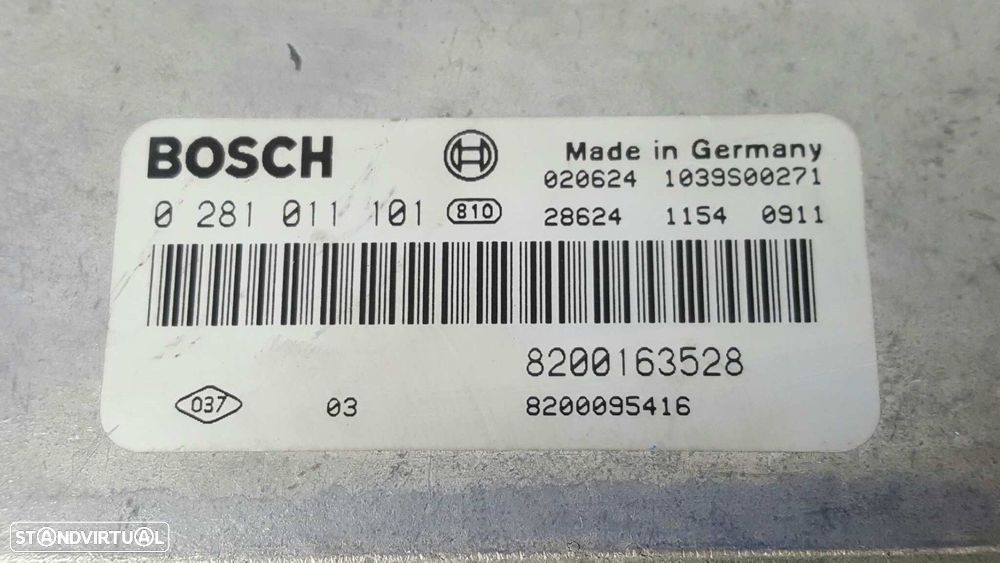 BOSCH Made in Germany
020624 1039S00271
0 281 011 101 810 28624 1154 0911
8200163528
037 03 8200095416
STANDVIRTUAL